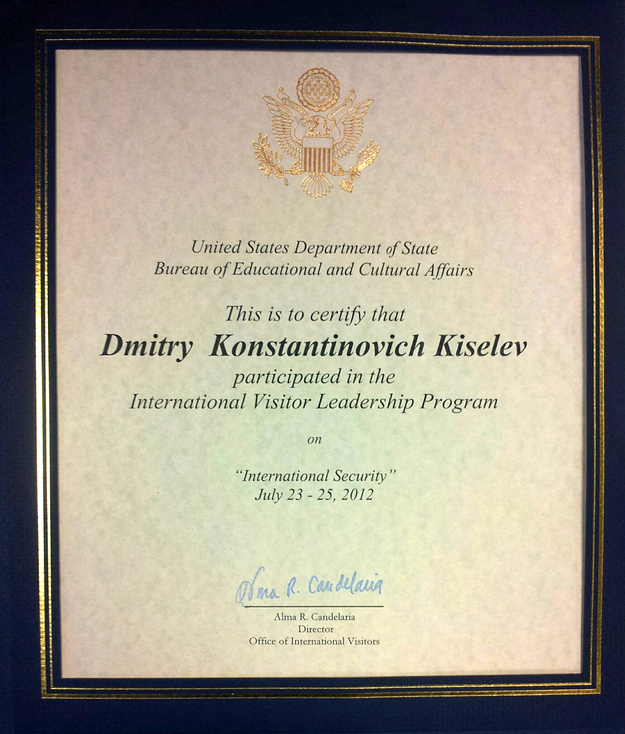 United States Department of State
Bureau of Educational and Cultural Affairs
This is to certify that
Dmitry Konstantinovich Kiselev
participated in the
International Visitor Leadership Program
on
“International Security”
July 23 - 25, 2012
Alma R. Candelaria
Alma R. Candelaria
Director
Office of International Visitors